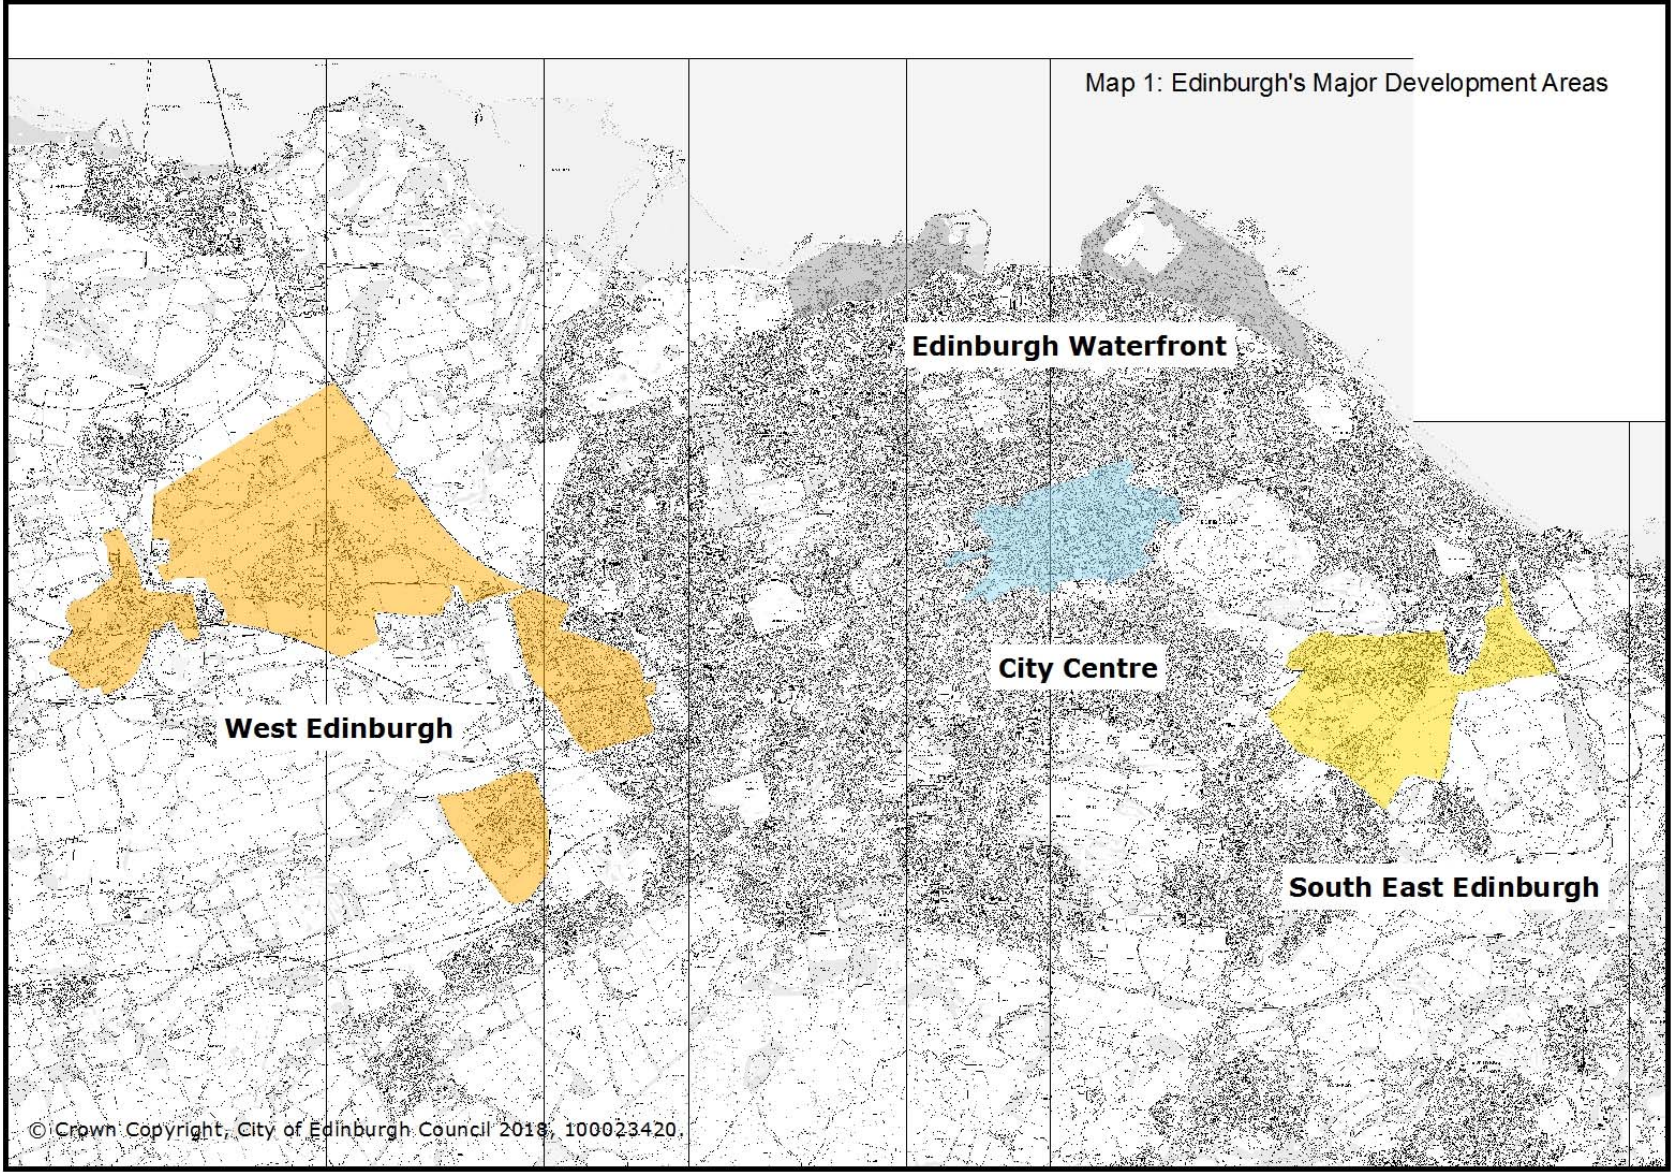 Map 1: Edinburgh's Major Development Areas
Edinburgh Waterfront
City Centre
West Edinburgh
South East Edinburgh
© Crown Copyright, City of Edinburgh Council 2018, 100023420.